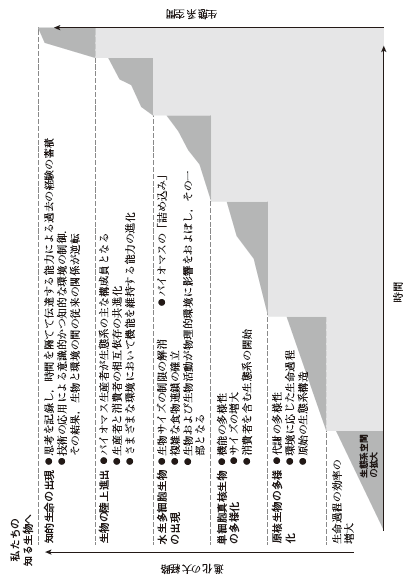 私たちの
知る生物へ
知的生命の出現
●思考を記録し、時間を隔てて伝達する能力による過去の経験の蓄積
●技術の応用による意識的かつ知的な環境の制御.
その結果、生物と環境の間の従来の関係が逆転
生物の陸上進出
●バイオマス生産者が生態系の主な構成員となる
●生産者と消費者の相互依存の共進化
●さまざまな環境において機能を維持する能力の進化
水生多細胞生物
の出現
●生物サイズの制限の解消 ●バイオマスの「詰め込み」
●複雑な食物連鎖の確立
●生物および生物活動が物理的環境に影響をおよぼし、その一
部となる
単細胞真核生物
の多様化
●機能の多様性
●サイズの増大
●消費者を含む生態系の開始
原核生物の多様
化
●代謝の多様性
●環境に応じた生命過程
●原始の生態系構造
生命過程の効率の
増大
生態系空間
の拡大
進化の大経路
時間
生態系空間